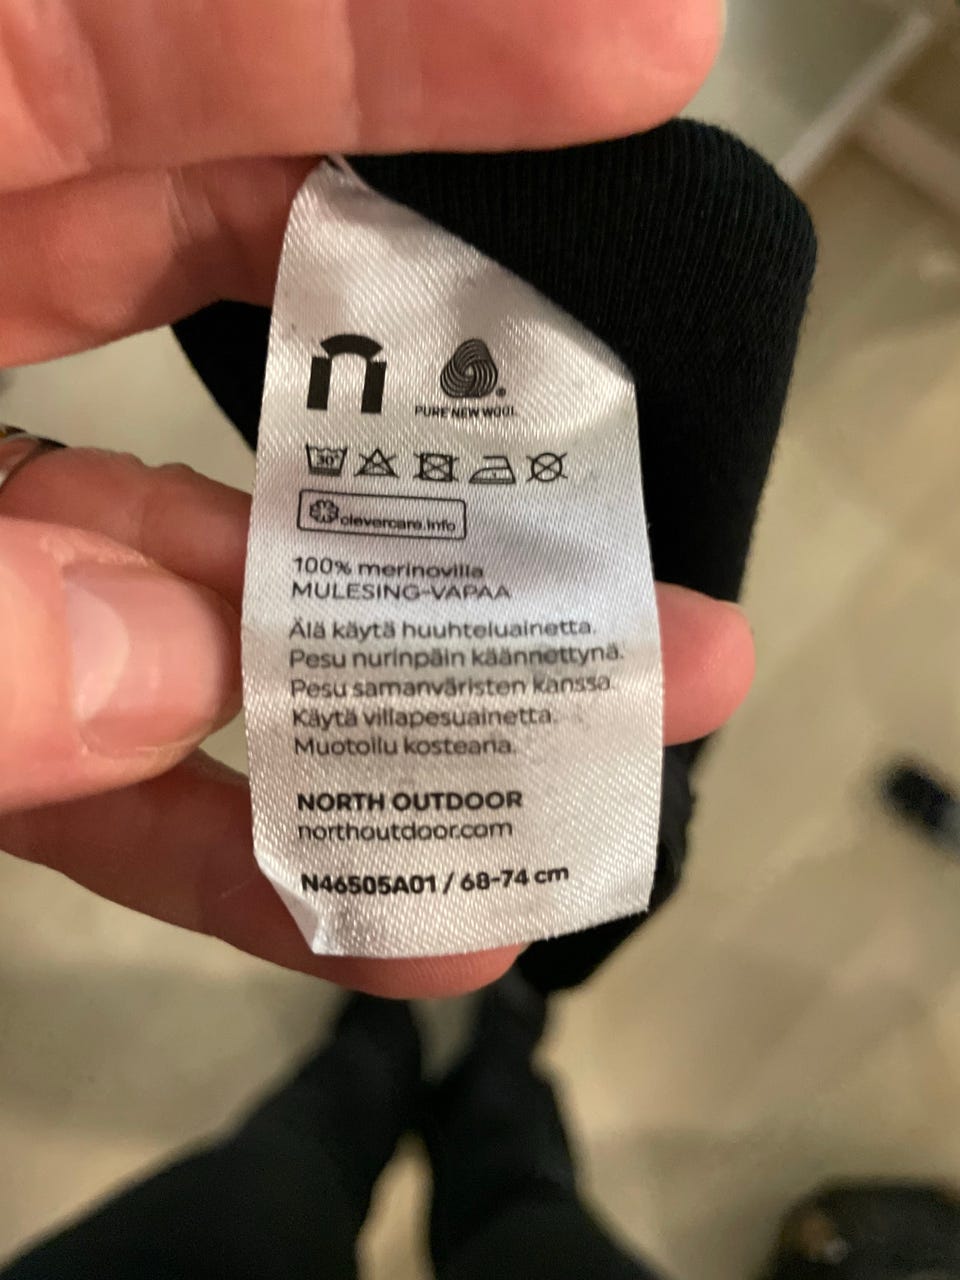 n
PURE NEW WOOL
30°
clevercare.info
100% merinovilla
MULESING-VAPAA
Älä käytä huuhteluainetta.
Pesu nurinpäin käännettynä.
Pesu samanväristen kanssa.
Käytä villapesuainetta.
Muotoilu kosteana.
NORTH OUTDOOR
northoutdoor.com
N46505A01 / 68-74 cm